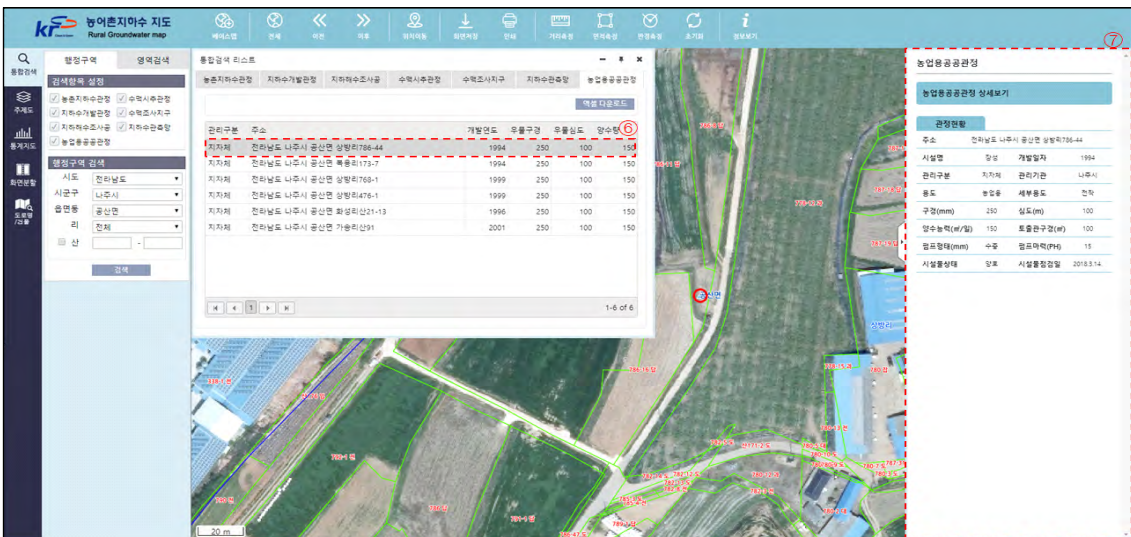 농어촌지하수 지도
Rural Groundwater map
베이스맵 전체 이전 이후 위치이동 화면저장 인쇄 거리측정 면적측정 반경측정 초기화 정보보기
⑦
통합검색
주제도
통계지도
화면분할
도로명
/건물
행정구역 영역검색
검색항목 설정
농촌지하수관정 수맥시추관정
지하수개발관정 수맥조사지구
지하해수조사공 지하수관측망
농업용공공관정
행정구역 검색
시도 전라남도
시군구 나주시
읍면동 공산면
리 전체
산 -
검색
통합검색 리스트
농촌지하수관정 지하수개발관정 지하해수조사공 수맥시추관정 수맥조사지구 지하수관측망 농업용공공관정
엑셀 다운로드
관리구분 주소 개발연도 우물구경 우물심도 양수량 ⑥
지자체 전라남도 나주시 공산면 상방리786-44 1994 250 100 150
지자체 전라남도 나주시 공산면 복용리173-7 1994 250 100 150
지자체 전라남도 나주시 공산면 상방리768-1 1999 250 100 150
지자체 전라남도 나주시 공산면 상방리476-1 1999 250 100 150
지자체 전라남도 나주시 공산면 화성리산21-13 1996 250 100 150
지자체 전라남도 나주시 공산면 가송리산91 2001 250 100 150
1
1-6 of 6
공산면
상방리
786-16 답
20 m
농업용공공관정
농업용공공관정 상세보기
관정현황
주소 전라남도 나주시 공산면 상방리786-44
시설명 장성 개발일자 1994
관리구분 지자체 관리기관 나주시
용도 농업용 세부용도 전작
구경(mm) 250 심도(m) 100
양수능력(㎥/일) 150 토출관구경(㎜) 100
펌프형태(mm) 수중 펌프마력(PH) 15
시설물상태 양호 시설물점검일 2018.3.14.